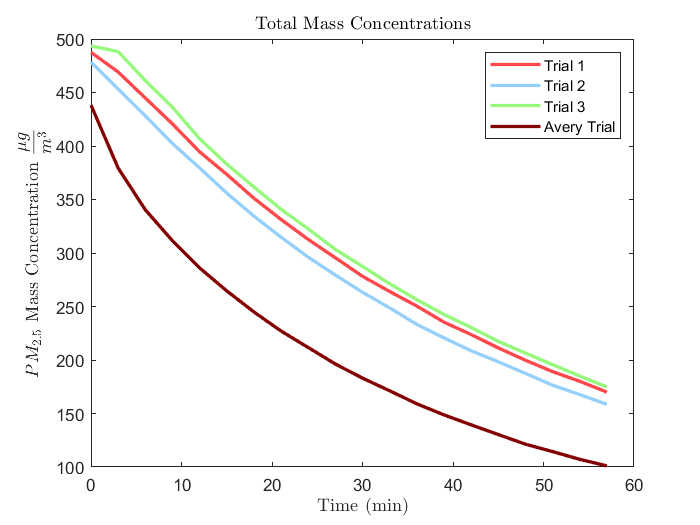 Total Mass Concentrations
500
450
400
350
300
250
200
150
100
PM2.5 Mass Concentration μg/m³
0 10 20 30 40 50 60
Time (min)
Trial 1
Trial 2
Trial 3
Avery Trial